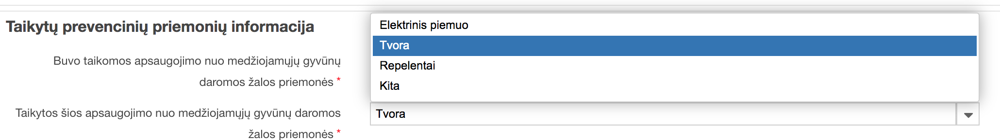 Taikytų prevencinių priemonių informacija
Elektrinis piemuo
Tvora
Repelentai
Kita
Buvo taikomos apsaugojimo nuo medžiojamųjų gyvūnų
daromos žalos priemonės *
Taikytos šios apsaugojimo nuo medžiojamųjų gyvūnų daromos
žalos priemonės *
Tvora